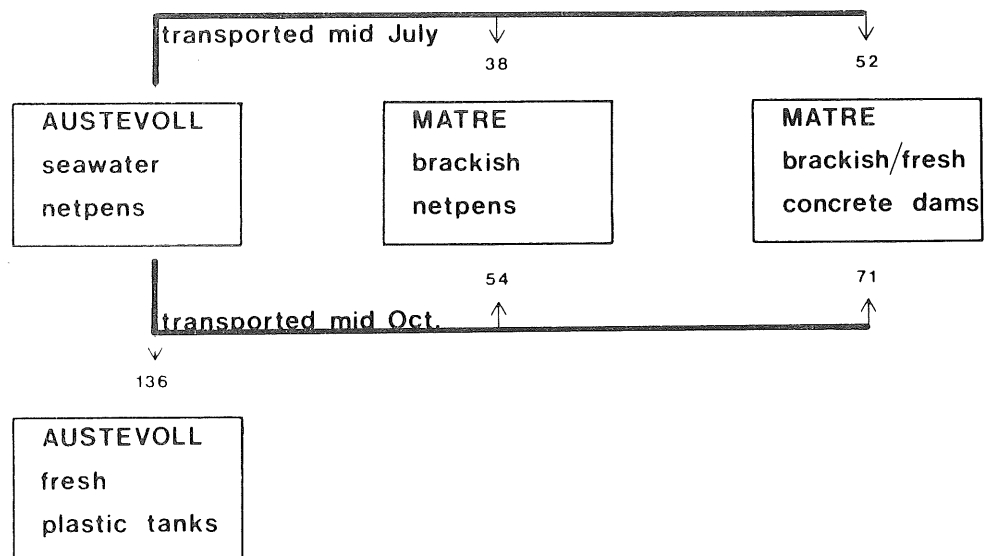 transported mid July
38
52
AUSTEVOLL
seawater
netpens
MATRE
brackish
netpens
MATRE
brackish/fresh
concrete dams
54
71
transported mid Oct.
136
AUSTEVOLL
fresh
plastic tanks